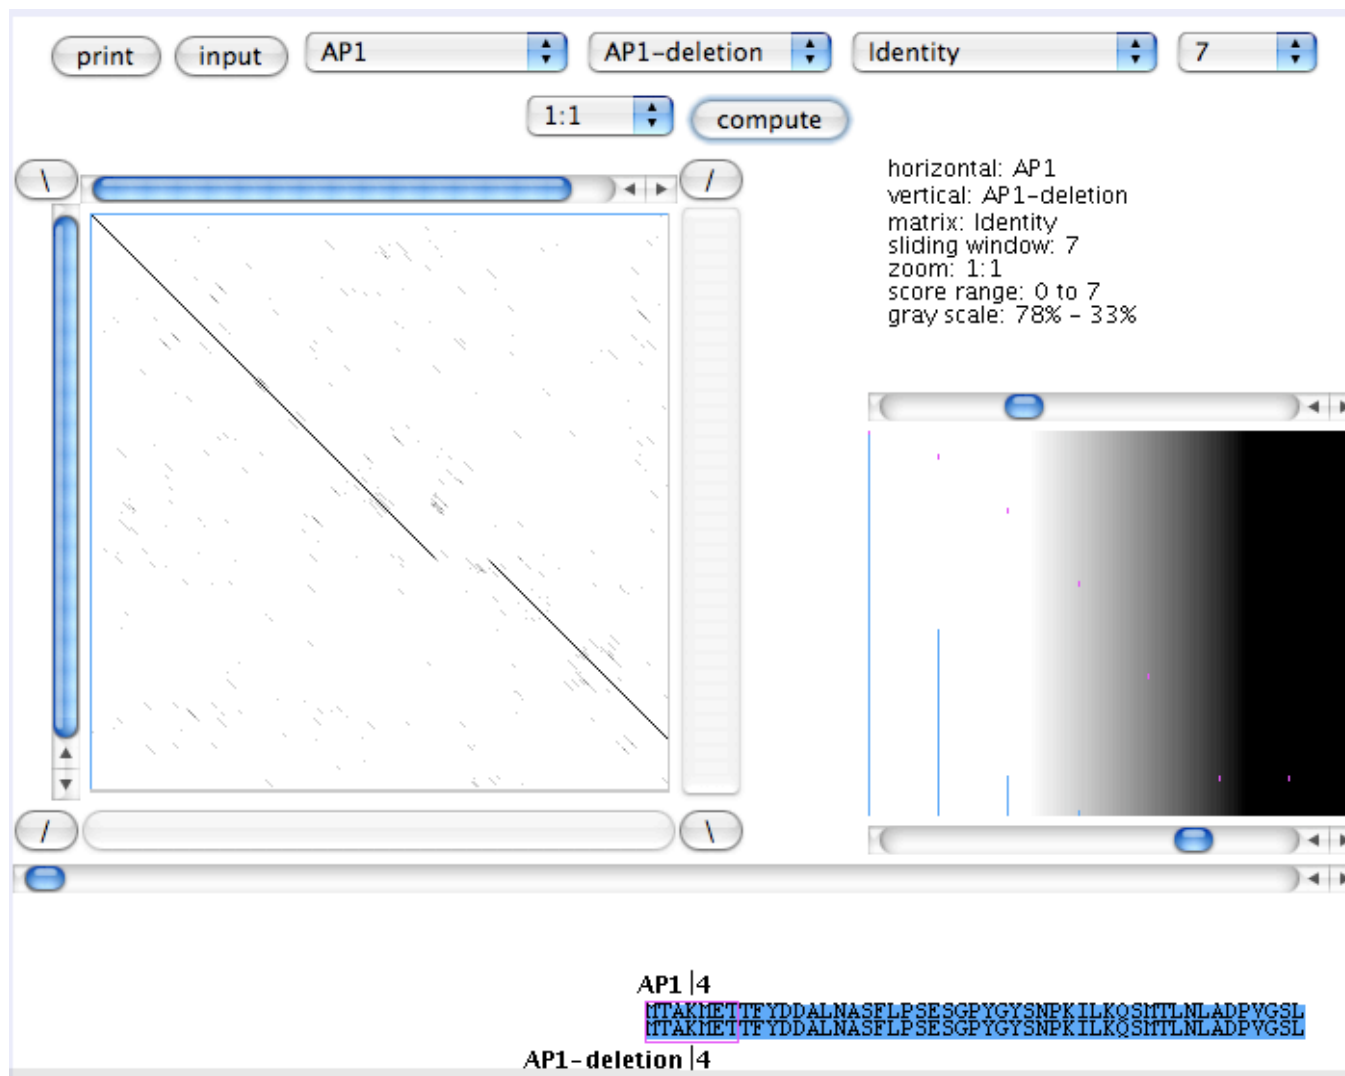 print input AP1 AP1-deletion Identity 7
1:1 compute
\ /
horizontal: AP1
vertical: AP1-deletion
matrix: Identity
sliding window: 7
zoom: 1:1
score range: 0 to 7
gray scale: 78% - 33%
/ \
AP1 |4
MTAKMETTFYDDALNASFLPSESGPYGYSNPKILKQSMTLNLADPVGSL
MTAKMETTFYDDALNASFLPSESGPYGYSNPKILKQSMTLNLADPVGSL
AP1-deletion |4